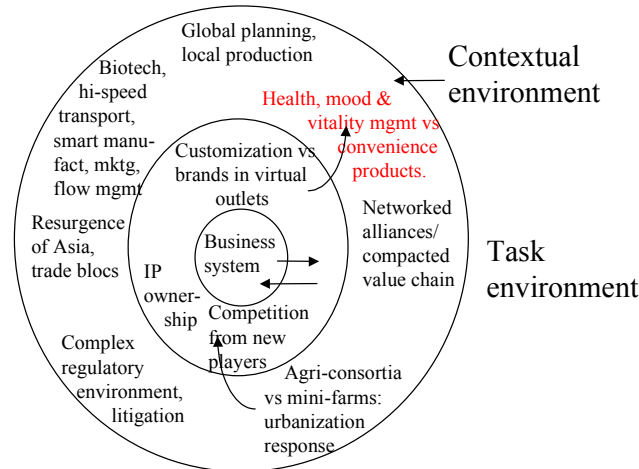 Global planning,
local production
Contextual
environment
Biotech,
hi-speed
transport,
smart manu-
fact, mktg,
flow mgmt
Health, mood &
vitality mgmt vs
convenience
products.
Customization vs
brands in virtual
outlets
Resurgence
of Asia,
trade blocs
Business
system
Networked
alliances/
compacted
value chain
Task
environment
IP
owner-
ship
Competition
from new
players
Complex
regulatory
environment,
litigation
Agri-consortia
vs mini-farms:
urbanization
response